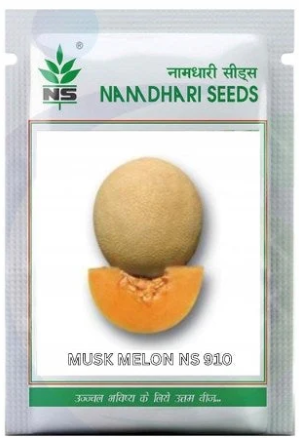 नामधारी सीड्स
NS
NAMDHARI SEEDS
MUSK MELON NS 910
उज्ज्वल भविष्य के लिये उत्तम बीज...